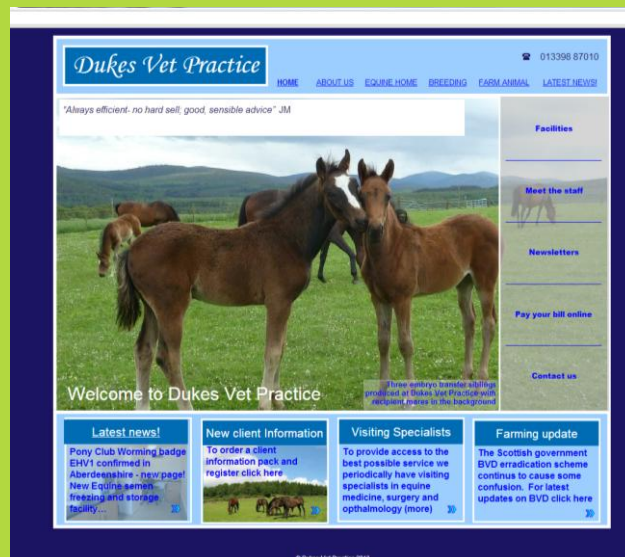 Dukes Vet Practice
☎ 013398 87010
HOME ABOUT US EQUINE HOME BREEDING FARM ANIMAL LATEST NEWS!
"Always efficient- no hard sell; good, sensible advice" JM
Facilities
Meet the staff
Newsletters
Pay your bill online
Contact us
Welcome to Dukes Vet Practice
Three embryo transfer siblings
produced at Dukes Vet Practice with
recipient mares in the background
Latest news!
Pony Club Worming badge
EHV1 confirmed in
Aberdeenshire - new page!
New Equine semen
freezing and storage
facility...
New client Information
To order a client
information pack and
register click here
Visiting Specialists
To provide access to the
best possible service we
periodically have visiting
specialists in equine
medicine, surgery and
opthalmology (more)
Farming update
The Scottish government
BVD erradication scheme
continus to cause some
confusion. For latest
updates on BVD click here